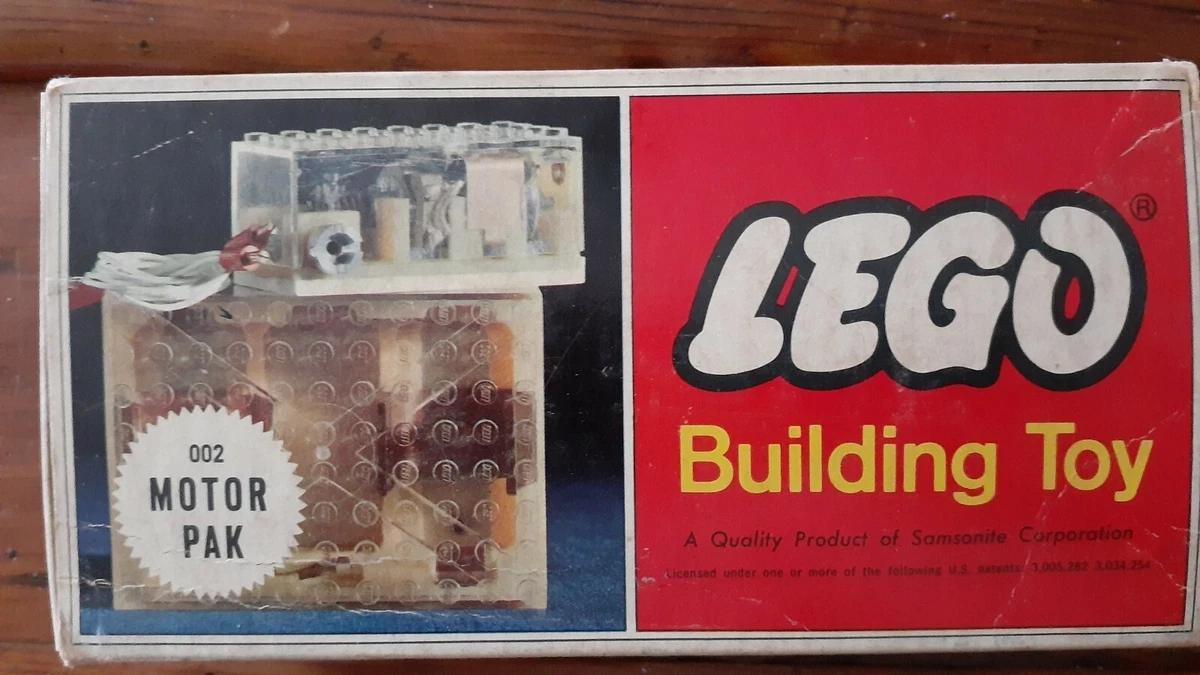 002
MOTOR
PAK
LEGO®
Building Toy
A Quality Product of Samsonite Corporation
Licensed under one or more of the following U.S. patents: 3,005,282 3,034,254